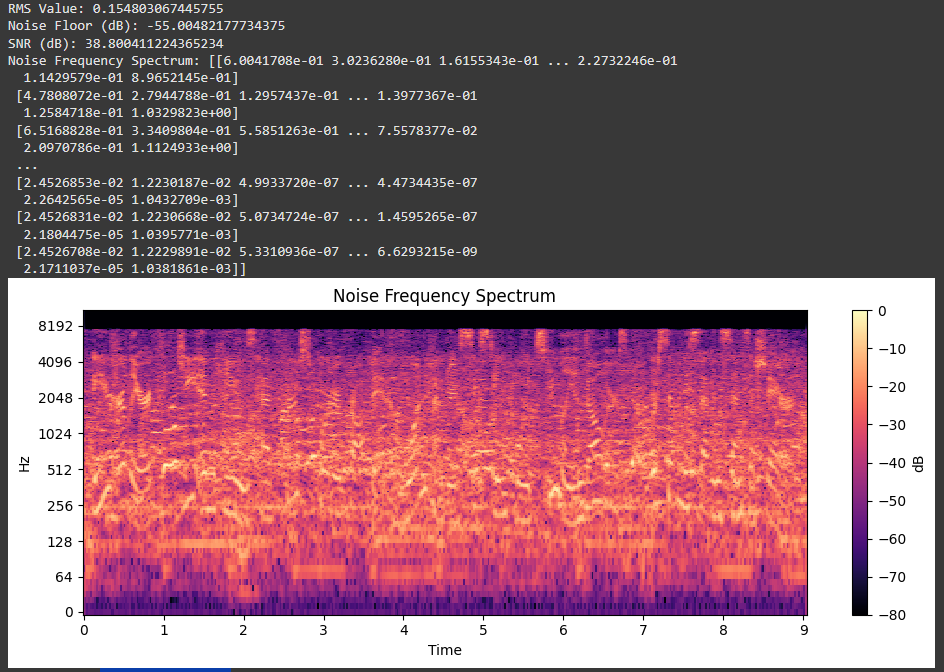 RMS Value: 0.154803067445755
Noise Floor (dB): -55.00482177734375
SNR (dB): 38.800411224365234
Noise Frequency Spectrum: [[6.0041708e-01 3.0236280e-01 1.6155343e-01 ... 2.2732246e-01
1.1429579e-01 8.9652145e-01]
[4.7808072e-01 2.7944788e-01 1.2957437e-01 ... 1.3977367e-01
1.2584718e-01 1.0329823e+00]
[6.5168828e-01 3.3409804e-01 5.5851263e-01 ... 7.5578377e-02
2.0970786e-01 1.1124933e+00]
...
[2.4526853e-02 1.2230187e-02 4.9933720e-07 ... 4.4734435e-07
2.2642565e-05 1.0432709e-03]
[2.4526831e-02 1.2230668e-02 5.0734724e-07 ... 1.4595265e-07
2.1804475e-05 1.0395771e-03]
[2.4526708e-02 1.2229891e-02 5.3310936e-07 ... 6.6293215e-09
2.1711037e-05 1.0381861e-03]]
Noise Frequency Spectrum
8192
4096
2048
1024
512
256
128
64
0
Hz
0 1 2 3 4 5 6 7 8 9
Time
0
−10
−20
−30
−40
−50
−60
−70
−80
dB